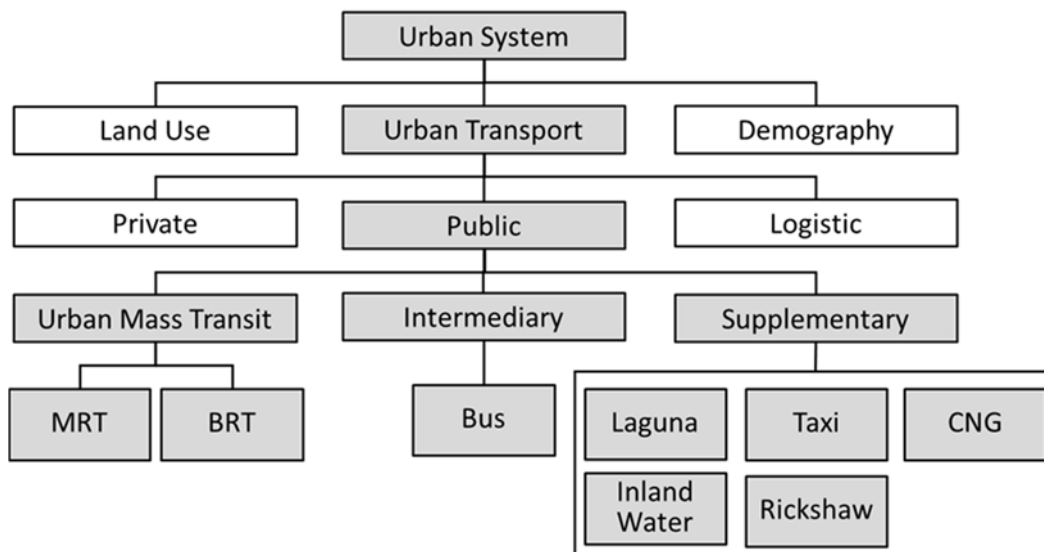 Urban System
Land Use
Urban Transport
Demography
Private
Public
Logistic
Urban Mass Transit
Intermediary
Supplementary
MRT
BRT
Bus
Laguna
Taxi
CNG
Inland
Water
Rickshaw